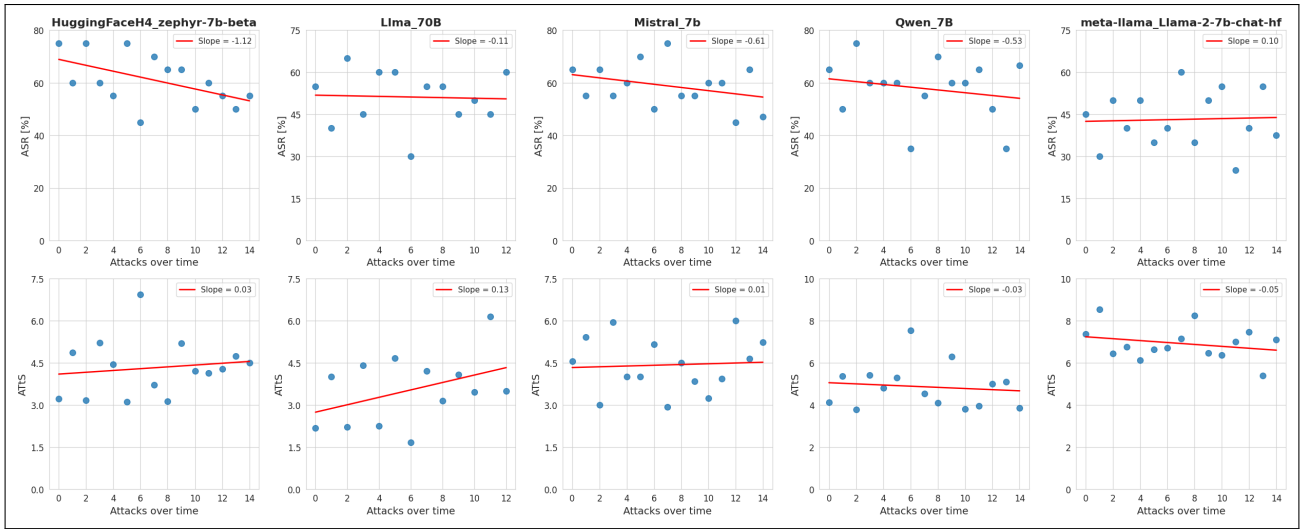 HuggingFaceH4_zephyr-7b-beta
80
60
40
20
0
ASR [%]
Slope = -1.12
0 2 4 6 8 10 12 14
Attacks over time
Llma_70B
75
60
45
30
15
0
ASR [%]
Slope = -0.11
0 2 4 6 8 10 12
Attacks over time
Mistral_7b
80
60
40
20
0
ASR [%]
Slope = -0.61
0 2 4 6 8 10 12 14
Attacks over time
Qwen_7B
80
60
40
20
0
ASR [%]
Slope = -0.53
0 2 4 6 8 10 12 14
Attacks over time
meta-llama_Llama-2-7b-chat-hf
75
60
45
30
15
0
ASR [%]
Slope = 0.10
0 2 4 6 8 10 12 14
Attacks over time
7.5
6.0
4.5
3.0
1.5
0.0
ATtS
Slope = 0.03
0 2 4 6 8 10 12 14
Attacks over time
7.5
6.0
4.5
3.0
1.5
0.0
ATtS
Slope = 0.13
0 2 4 6 8 10 12
Attacks over time
7.5
6.0
4.5
3.0
1.5
0.0
ATtS
Slope = 0.01
0 2 4 6 8 10 12 14
Attacks over time
10
8
6
4
2
0
ATtS
Slope = -0.03
0 2 4 6 8 10 12 14
Attacks over time
10
8
6
4
2
0
ATtS
Slope = -0.05
0 2 4 6 8 10 12 14
Attacks over time